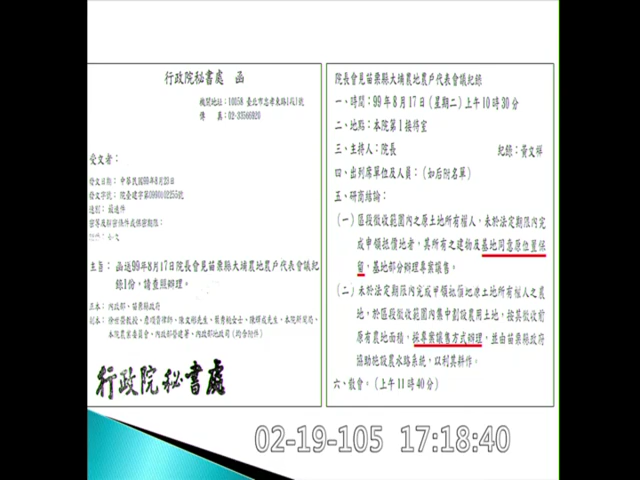 行政院秘書處　函
機關地址：10058 臺北市忠孝東路1段1號
傳　真：02-33566920
受文者：
發文日期：中華民國99年8月23日
發文字號：院臺建字第0990102255號
速別：最速件
密等及解密條件或保密期限：
主旨：函送99年8月17日院長會見苗栗縣大埔農地農戶代表會議紀
錄1份，請查照辦理。
正本：內政部、苗栗縣政府
行政院秘書處
院長會見苗栗縣大埔農地農戶代表會議紀錄
一、時間：99年8月17日(星期二)上午10時30分
二、地點：本院第1接待室
三、主持人：院長　紀錄：黃文祥
四、出列席單位及人員：(如后附名單)
五、研商結論：
(一)區段徵收範圍內之原土地所有權人，未於法定期限內完
成申領抵價地者，其所有之建物及基地同意原位置保
留，基地部分辦理專案讓售。
(二)未於法定期限內完成申領抵價地原土地所有權人之農
地，於區段徵收範圍內集中劃設農用土地，按其徵收前
原有農地面積，採專案讓售方式辦理，並由苗栗縣政府
協助施設農水路系統，以利其耕作。
六、散會。(上午11時40分)
02-19-105 17:18:40